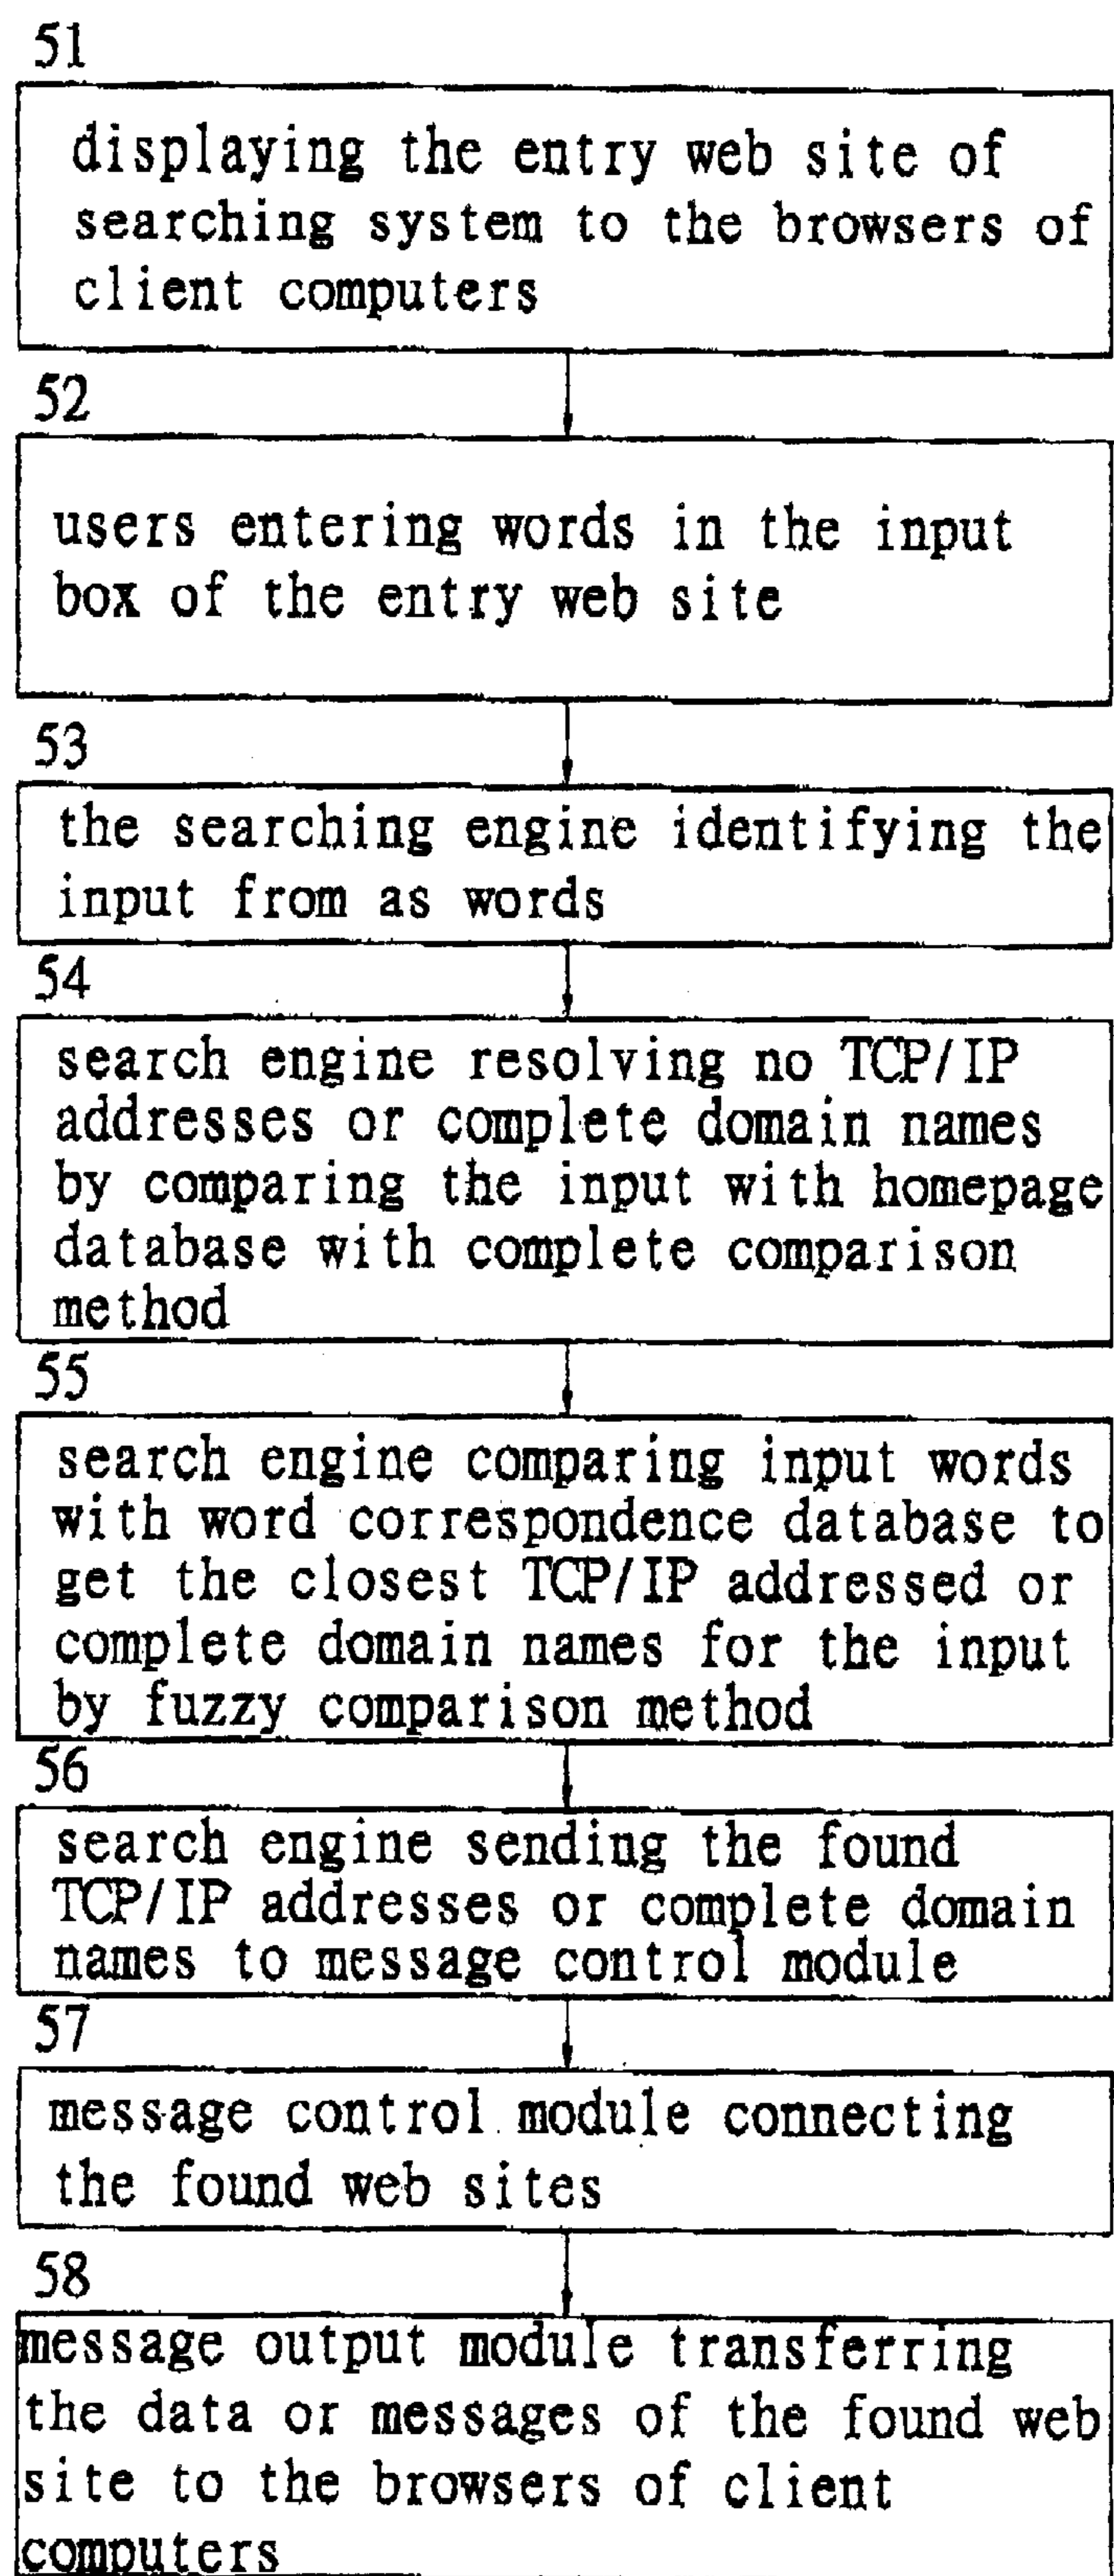 51
displaying the entry web site of
searching system to the browsers of
client computers
52
users entering words in the input
box of the entry web site
53
the searching engine identifying the
input from as words
54
search engine resolving no TCP/IP
addresses or complete domain names
by comparing the input with homepage
database with complete comparison
method
55
search engine comparing input words
with word correspondence database to
get the closest TCP/IP addressed or
complete domain names for the input
by fuzzy comparison method
56
search engine sending the found
TCP/IP addresses or complete domain
names to message control module
57
message control module connecting
the found web sites
58
message output module transferring
the data or messages of the found web
site to the browsers of client
computers